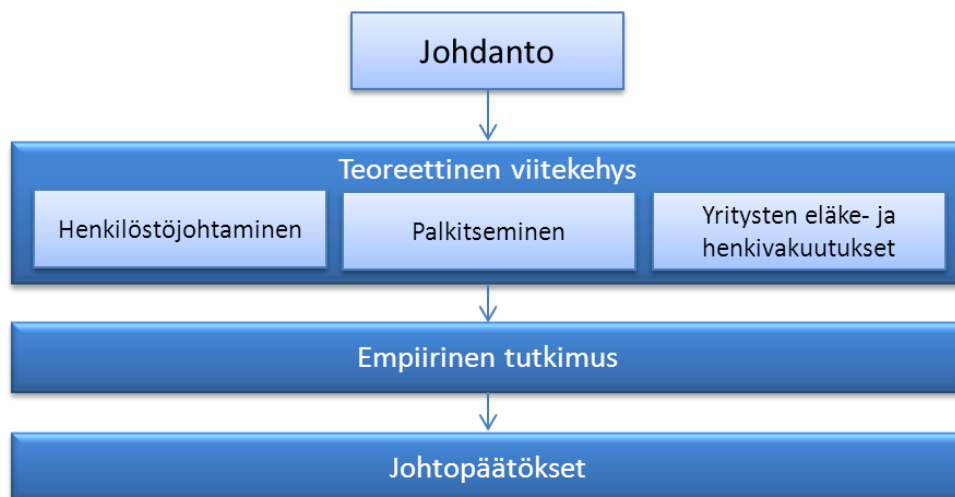 Johdanto
Teoreettinen viitekehys
Henkilöstöjohtaminen
Palkitseminen
Yritysten eläke- ja
henkivakuutukset
Empiirinen tutkimus
Johtopäätökset